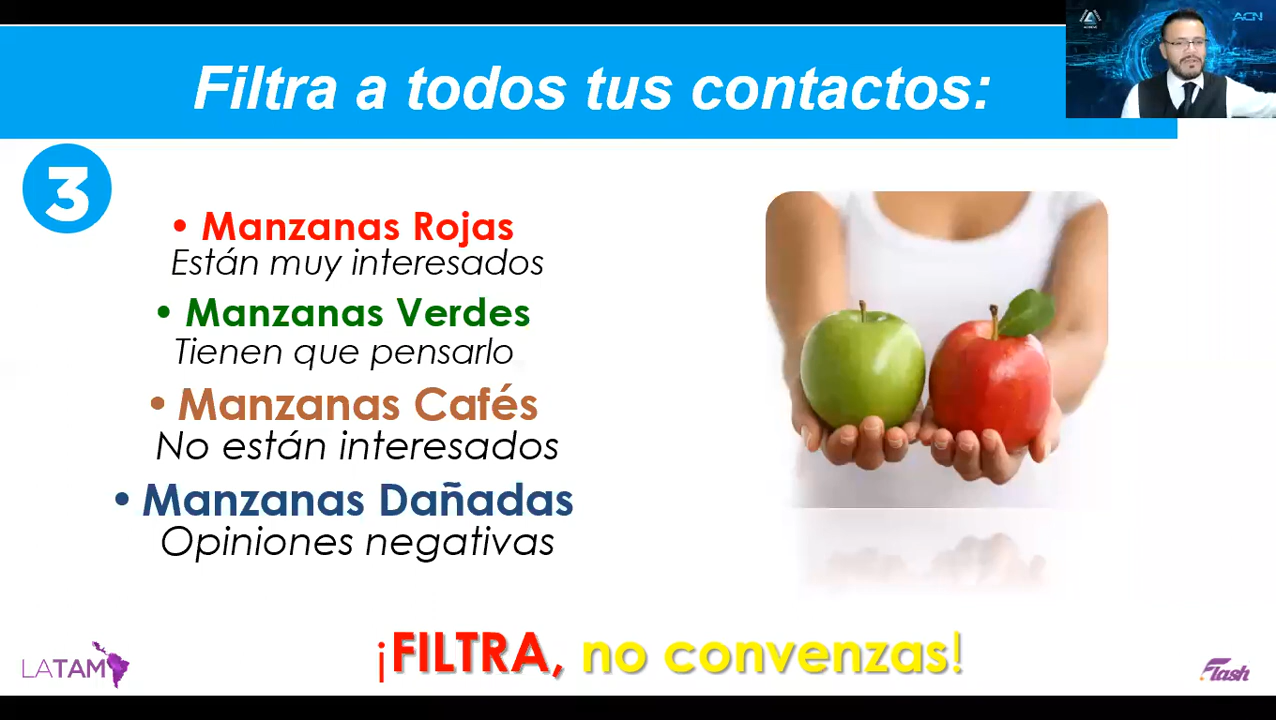 Filtra a todos tus contactos:
ACN
3
• Manzanas Rojas
Están muy interesados
• Manzanas Verdes
Tienen que pensarlo
• Manzanas Cafés
No están interesados
• Manzanas Dañadas
Opiniones negativas
¡FILTRA, no convenzas!
LATAM
Flash